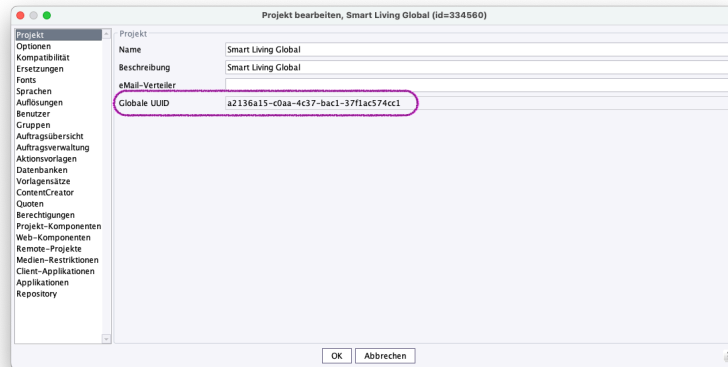 Projekt bearbeiten, Smart Living Global (id=334560)
Projekt
Optionen
Kompatibilität
Ersetzungen
Fonts
Sprachen
Auflösungen
Benutzer
Gruppen
Auftragsübersicht
Auftragsverwaltung
Aktionsvorlagen
Datenbanken
Vorlagensätze
ContentCreator
Quoten
Berechtigungen
Projekt-Komponenten
Web-Komponenten
Remote-Projekte
Medien-Restriktionen
Client-Applikationen
Applikationen
Repository
Projekt
Name Smart Living Global
Beschreibung Smart Living Global
eMail-Verteiler
Globale UUID a2136a15-c0aa-4c37-bac1-37f1ac574cc1
OK Abbrechen